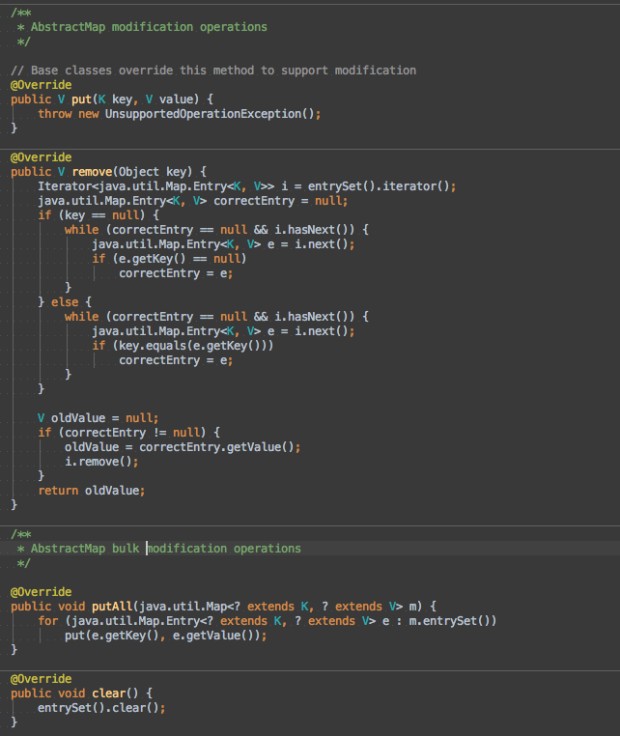 /**
 * AbstractMap modification operations
 */
// Base classes override this method to support modification
@Override
public V put(K key, V value) {
    throw new UnsupportedOperationException();
}
@Override
public V remove(Object key) {
    Iterator<java.util.Map.Entry<K, V>> i = entrySet().iterator();
    java.util.Map.Entry<K, V> correctEntry = null;
    if (key == null) {
        while (correctEntry == null && i.hasNext()) {
            java.util.Map.Entry<K, V> e = i.next();
            if (e.getKey() == null)
                correctEntry = e;
        }
    } else {
        while (correctEntry == null && i.hasNext()) {
            java.util.Map.Entry<K, V> e = i.next();
            if (key.equals(e.getKey()))
                correctEntry = e;
        }
    }
    V oldValue = null;
    if (correctEntry != null) {
        oldValue = correctEntry.getValue();
        i.remove();
    }
    return oldValue;
}
/**
 * AbstractMap bulk modification operations
 */
@Override
public void putAll(java.util.Map<? extends K, ? extends V> m) {
    for (java.util.Map.Entry<? extends K, ? extends V> e : m.entrySet())
        put(e.getKey(), e.getValue());
}
@Override
public void clear() {
    entrySet().clear();
}